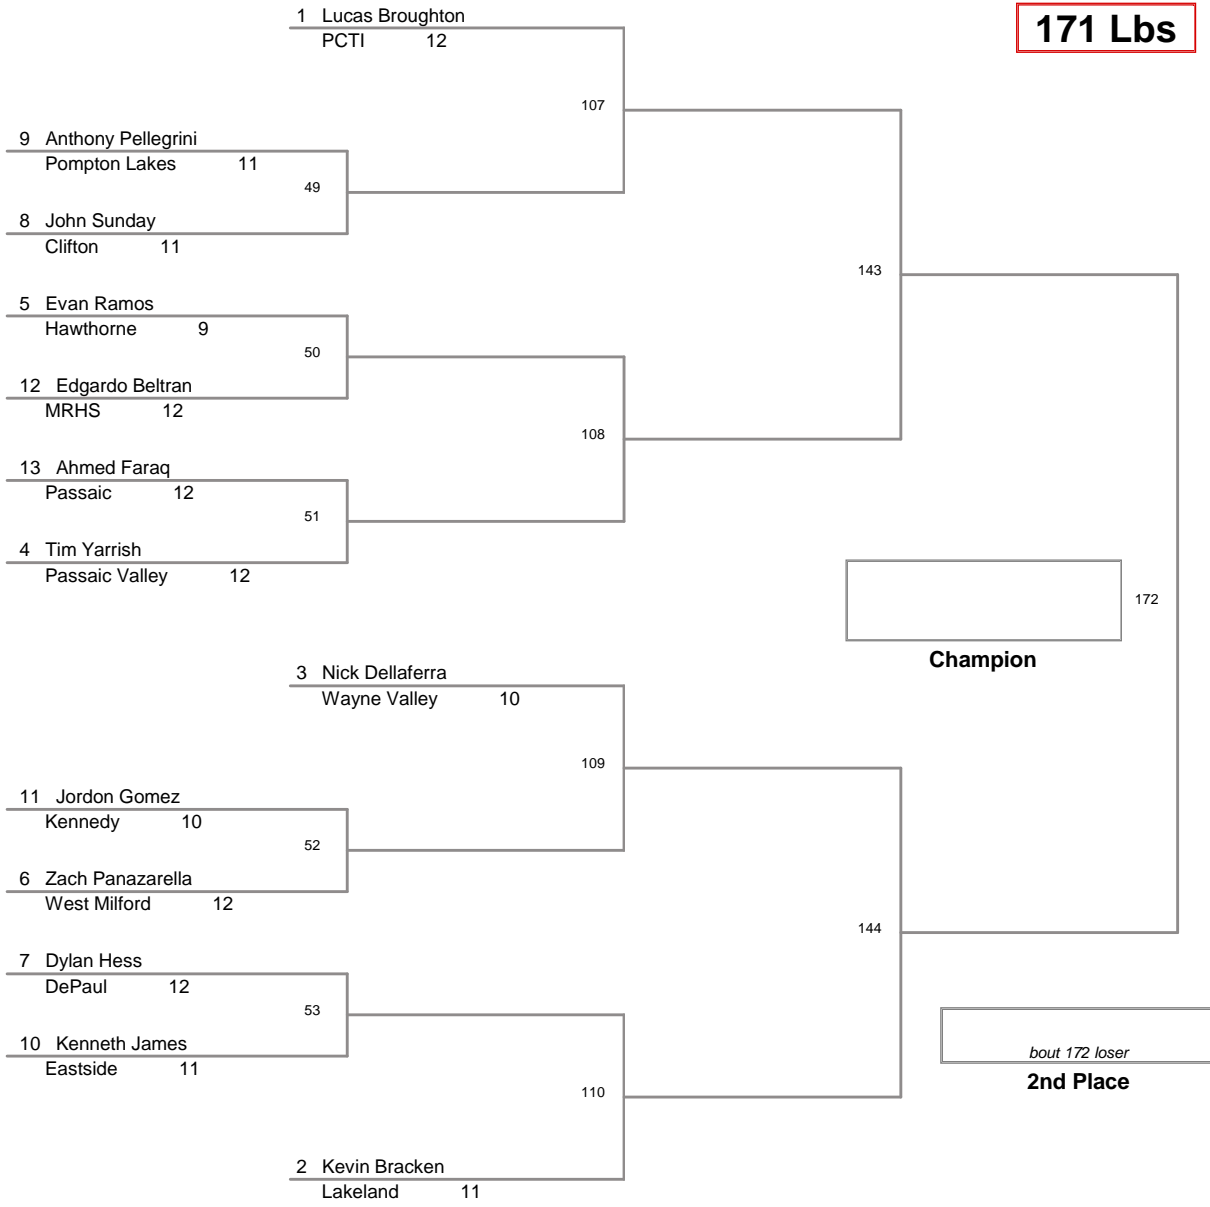 1 Lucas Broughton
PCTI 12
171 Lbs
107
9 Anthony Pellegrini
Pompton Lakes 11
49
8 John Sunday
Clifton 11
143
5 Evan Ramos
Hawthorne 9
50
12 Edgardo Beltran
MRHS 12
108
13 Ahmed Faraq
Passaic 12
51
4 Tim Yarrish
Passaic Valley 12
172
Champion
3 Nick Dellaferra
Wayne Valley 10
109
11 Jordon Gomez
Kennedy 10
52
6 Zach Panazarella
West Milford 12
144
7 Dylan Hess
DePaul 12
53
10 Kenneth James
Eastside 11
bout 172 loser
2nd Place
110
2 Kevin Bracken
Lakeland 11